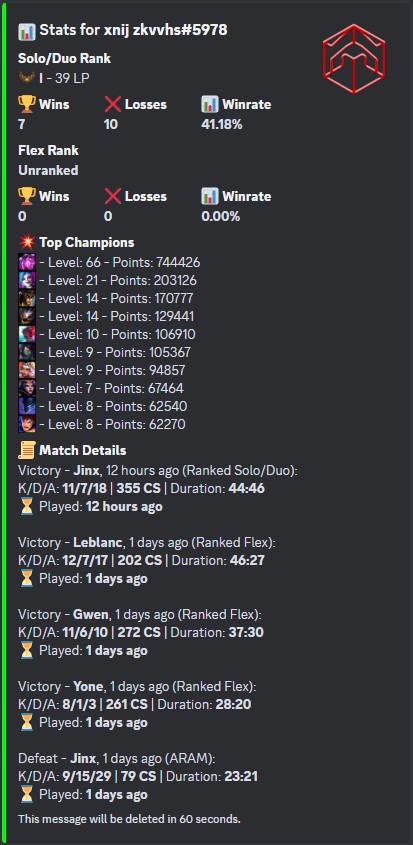 Stats for xnij zkvvhs#5978
Solo/Duo Rank
I - 39 LP
Wins Losses Winrate
7 10 41.18%
Flex Rank
Unranked
Wins Losses Winrate
0 0 0.00%
Top Champions
- Level: 66 - Points: 744426
- Level: 21 - Points: 203126
- Level: 14 - Points: 170777
- Level: 14 - Points: 129441
- Level: 10 - Points: 106910
- Level: 9 - Points: 105367
- Level: 9 - Points: 94857
- Level: 7 - Points: 67464
- Level: 8 - Points: 62540
- Level: 8 - Points: 62270
Match Details
Victory - Jinx, 12 hours ago (Ranked Solo/Duo):
K/D/A: 11/7/18 | 355 CS | Duration: 44:46
Played: 12 hours ago
Victory - Leblanc, 1 days ago (Ranked Flex):
K/D/A: 12/7/17 | 202 CS | Duration: 46:27
Played: 1 days ago
Victory - Gwen, 1 days ago (Ranked Flex):
K/D/A: 11/6/10 | 272 CS | Duration: 37:30
Played: 1 days ago
Victory - Yone, 1 days ago (Ranked Flex):
K/D/A: 8/1/3 | 261 CS | Duration: 28:20
Played: 1 days ago
Defeat - Jinx, 1 days ago (ARAM):
K/D/A: 9/15/29 | 79 CS | Duration: 23:21
Played: 1 days ago
This message will be deleted in 60 seconds.